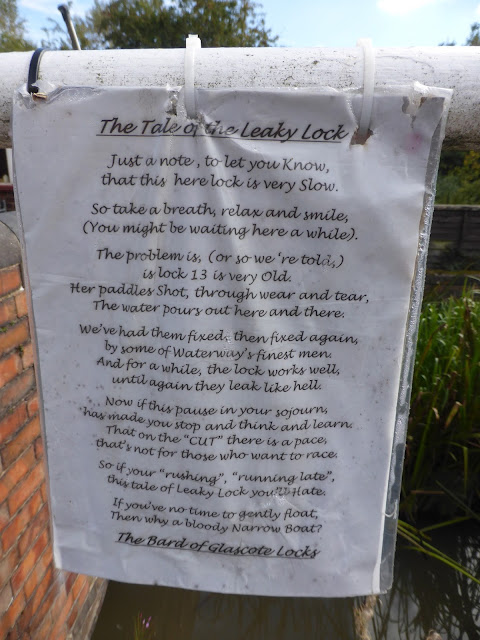 The Tale of the Leaky Lock
Just a note, to let you Know,
that this here lock is very Slow.
So take a breath, relax and smile,
(You might be waiting here a while).
The problem is, (or so we're told,)
is lock 13 is very Old.
Her paddles Shot, through wear and tear,
The water pours out here and there.
We've had them fixed, then fixed again,
by some of Waterway's finest men.
And for a while, the lock works well,
until again they leak like hell.
Now if this pause in your sojourn,
has made you stop and think and learn.
That on the "CUT" there is a pace,
that's not for those who want to race.
So if your "rushing", "running late",
this tale of Leaky Lock you'll Hate.
If you've no time to gently float,
Then why a bloody Narrow Boat?
The Bard of Glascote Locks